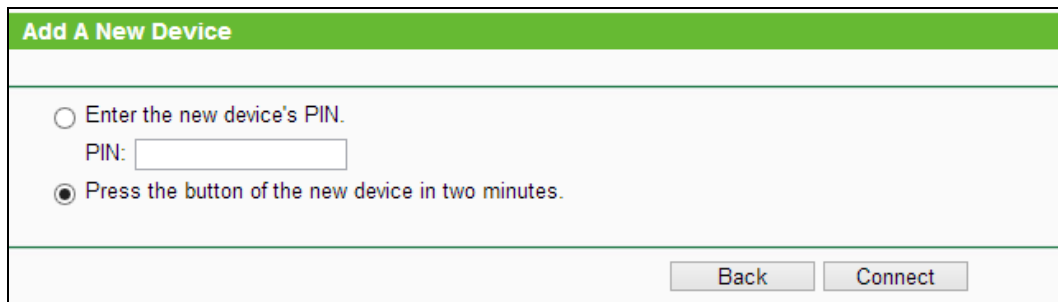 Add A New Device
Enter the new device's PIN.
PIN:
Press the button of the new device in two minutes.
Back Connect